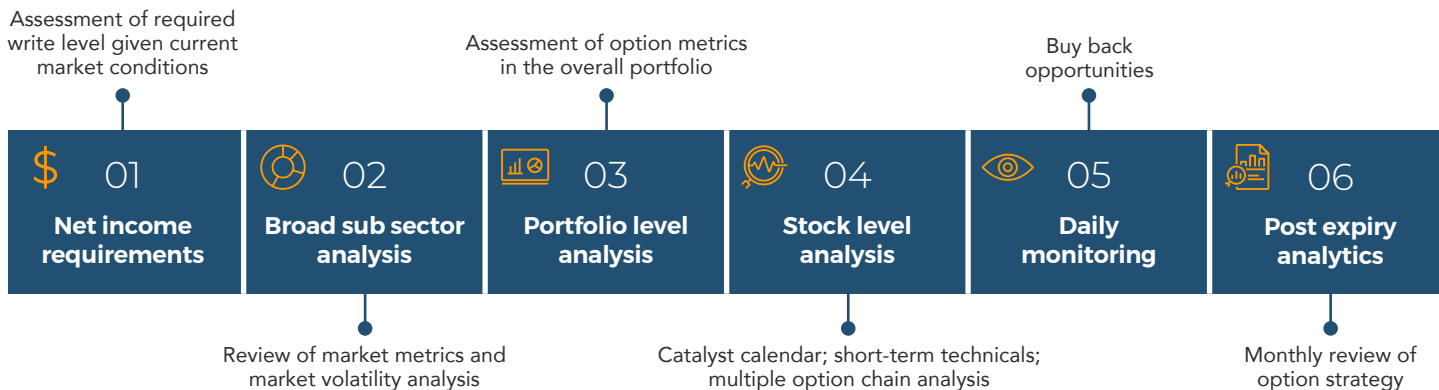 Assessment of required
write level given current
market conditions
Assessment of option metrics
in the overall portfolio
Buy back
opportunities
$ 01
Net income
requirements
02
Broad sub sector
analysis
03
Portfolio level
analysis
04
Stock level
analysis
05
Daily
monitoring
06
Post expiry
analytics
Review of market metrics and
market volatility analysis
Catalyst calendar; short-term technicals;
multiple option chain analysis
Monthly review of
option strategy